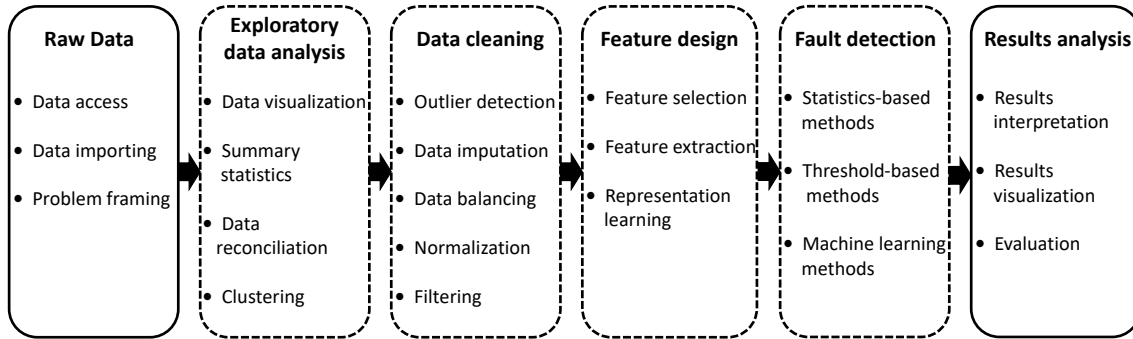 Raw Data
• Data access
• Data importing
• Problem framing
Exploratory
data analysis
• Data visualization
• Summary
statistics
• Data
reconciliation
• Clustering
Data cleaning
• Outlier detection
• Data imputation
• Data balancing
• Normalization
• Filtering
Feature design
• Feature selection
• Feature extraction
• Representation
learning
Fault detection
• Statistics-based
methods
• Threshold-based
methods
• Machine learning
methods
Results analysis
• Results
interpretation
• Results
visualization
• Evaluation